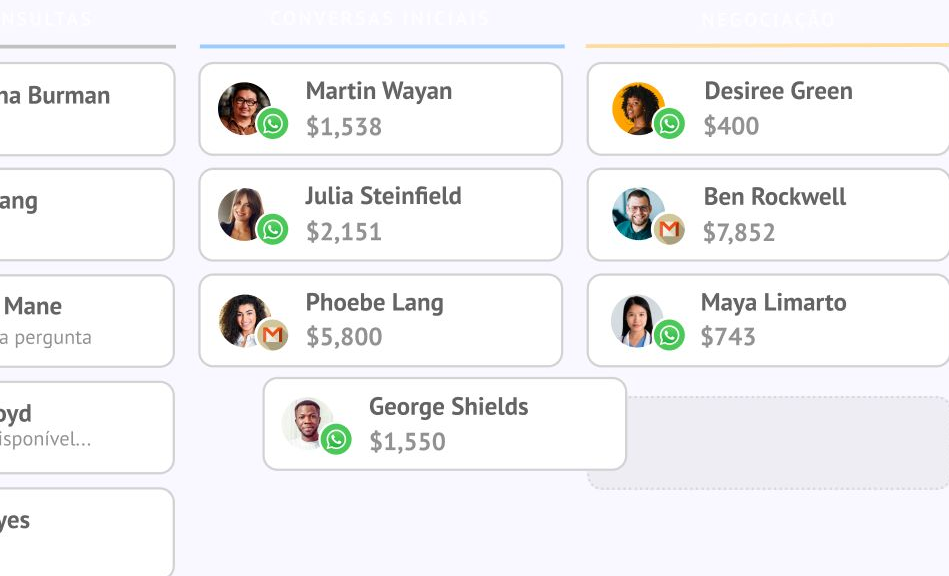 NSULTAS
CONVERSAS INICIAIS
NEGOCIAÇÃO
na Burman
ang
Mane
a pergunta
oyd
isponível...
yes
Martin Wayan
$1,538
Julia Steinfield
$2,151
Phoebe Lang
$5,800
George Shields
$1,550
Desiree Green
$400
Ben Rockwell
$7,852
Maya Limarto
$743